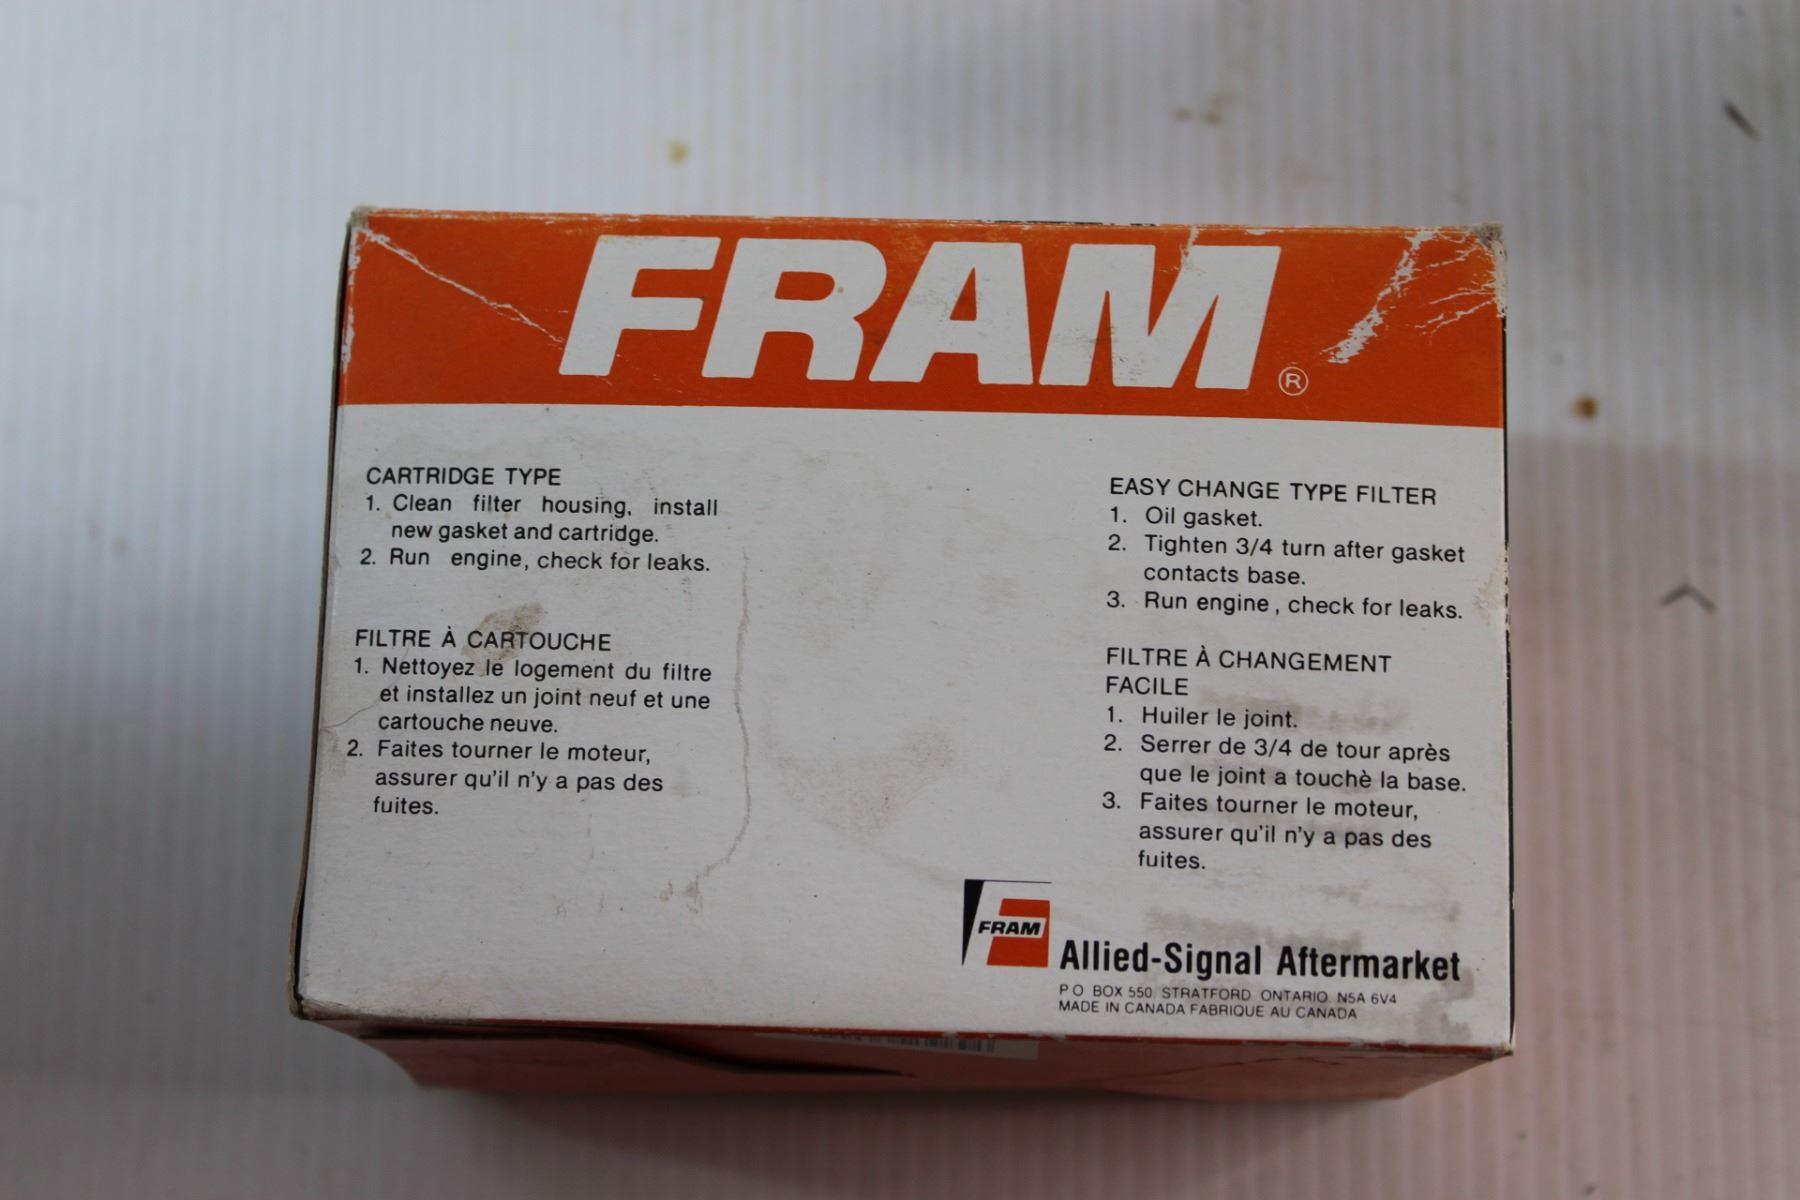 FRAM®
CARTRIDGE TYPE
1. Clean filter housing, install
new gasket and cartridge.
2. Run engine, check for leaks.
FILTRE À CARTOUCHE
1. Nettoyez le logement du filtre
et installez un joint neuf et une
cartouche neuve.
2. Faites tourner le moteur,
assurer qu'il n'y a pas des
fuites.
EASY CHANGE TYPE FILTER
1. Oil gasket.
2. Tighten 3/4 turn after gasket
contacts base.
3. Run engine, check for leaks.
FILTRE À CHANGEMENT
FACILE
1. Huiler le joint.
2. Serrer de 3/4 de tour après
que le joint a touchè la base.
3. Faites tourner le moteur,
assurer qu'il n'y a pas des
fuites.
FRAM
Allied-Signal Aftermarket
P O BOX 550 STRATFORD ONTARIO N5A 6V4
MADE IN CANADA FABRIQUE AU CANADA